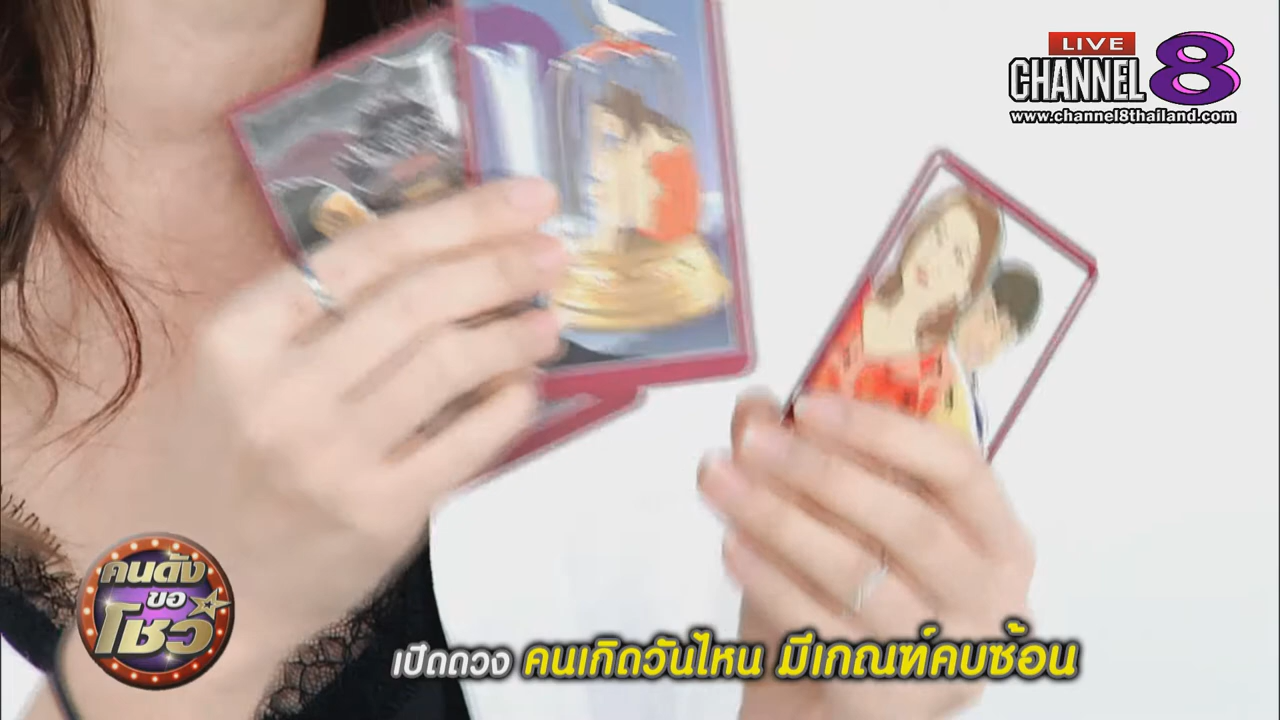 LIVE
CHANNEL 8
www.channel8thailand.com
คนดัง
ขอ
โชว์
เปิดดวง คนเกิดวันไหน มีเกณฑ์คบซ้อน